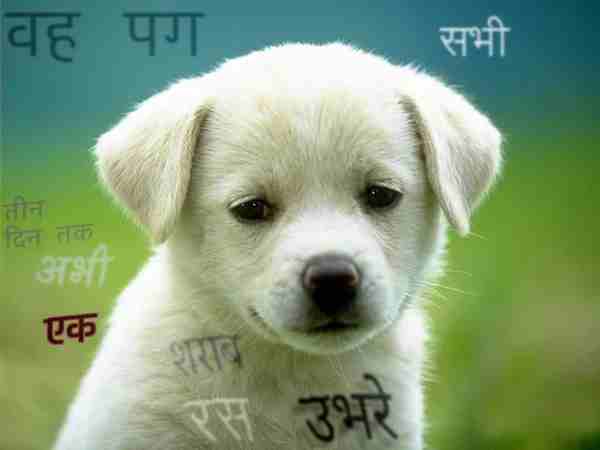 वह पग
सभी
तीन
दिन तक
अभी
एक
शराब
रस
उभरे